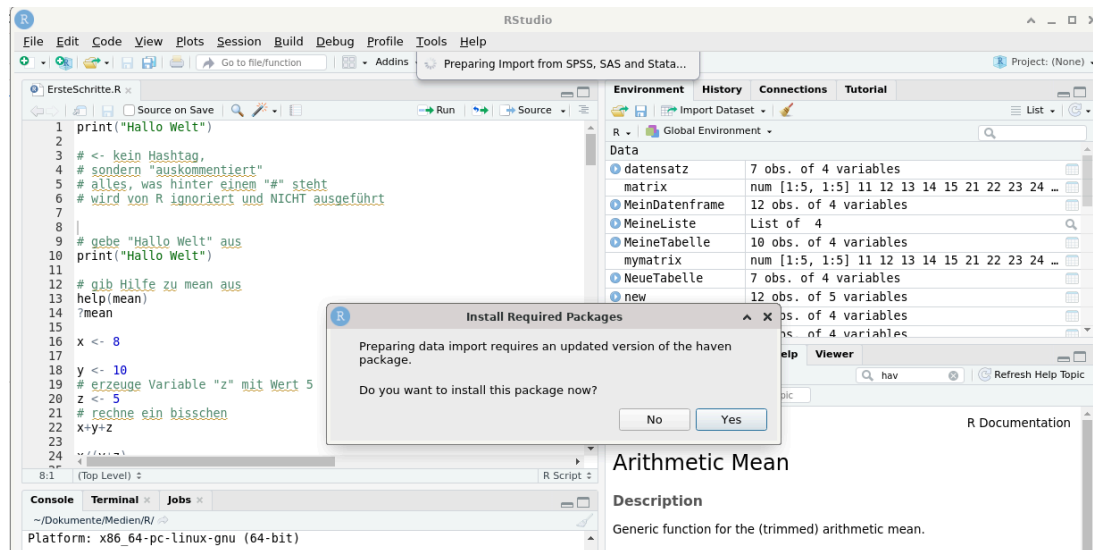 RStudio
File Edit Code View Plots Session Build Debug Profile Tools Help
Go to file/function
Addins
Preparing Import from SPSS, SAS and Stata...
Project: (None)
ErsteSchritte.R
Source on Save
Run
Source
1 print("Hallo Welt")
2
3 # <- kein Hashtag,
4 # sondern "auskommentiert"
5 # alles, was hinter einem "#" steht
6 # wird von R ignoriert und NICHT ausgeführt
7
8
9 # gebe "Hallo Welt" aus
10 print("Hallo Welt")
11
12 # gib Hilfe zu mean aus
13 help(mean)
14 ?mean
15
16 x <- 8
17
18 y <- 10
19 # erzeuge Variable "z" mit Wert 5
20 z <- 5
21 # rechne ein bisschen
22 x+y+z
23
24
8:1 (Top Level) R Script
Console Terminal Jobs
~/Dokumente/Medien/R/
Platform: x86_64-pc-linux-gnu (64-bit)
Environment History Connections Tutorial
Import Dataset
List
R Global Environment
Data
datensatz 7 obs. of 4 variables
matrix num [1:5, 1:5] 11 12 13 14 15 21 22 23 24 …
MeinDatenframe 12 obs. of 4 variables
MeineListe List of 4
MeineTabelle 10 obs. of 4 variables
mymatrix num [1:5, 1:5] 11 12 13 14 15 21 22 23 24 …
NeueTabelle 7 obs. of 4 variables
new 12 obs. of 5 variables
obs. of 4 variables
obs. of 4 variables
Install Required Packages
Preparing data import requires an updated version of the haven
package.
Do you want to install this package now?
No Yes
Viewer
hav
Refresh Help Topic
R Documentation
Arithmetic Mean
Description
Generic function for the (trimmed) arithmetic mean.